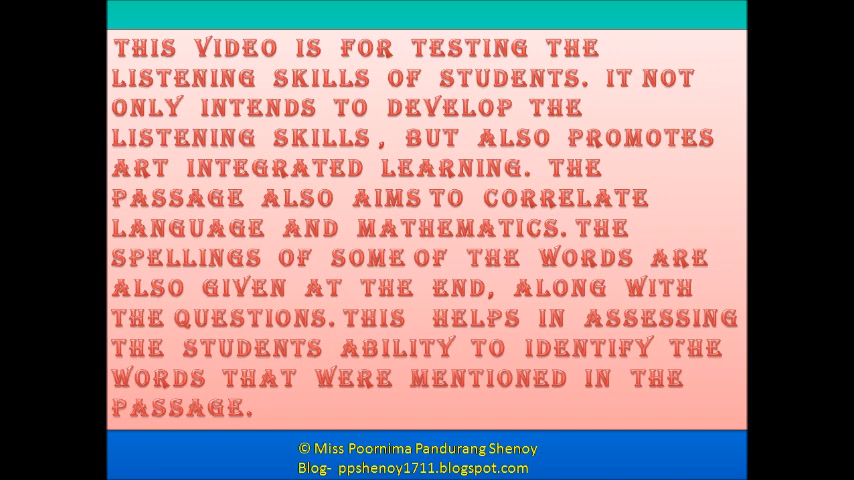 THIS VIDEO IS FOR TESTING THE
LISTENING SKILLS OF STUDENTS. IT NOT
ONLY INTENDS TO DEVELOP THE
LISTENING SKILLS , BUT ALSO PROMOTES
ART INTEGRATED LEARNING. THE
PASSAGE ALSO AIMS TO CORRELATE
LANGUAGE AND MATHEMATICS. THE
SPELLINGS OF SOME OF THE WORDS ARE
ALSO GIVEN AT THE END, ALONG WITH
THE QUESTIONS. THIS HELPS IN ASSESSING
THE STUDENTS ABILITY TO IDENTIFY THE
WORDS THAT WERE MENTIONED IN THE
PASSAGE.
© Miss Poornima Pandurang Shenoy
Blog- ppshenoy1711.blogspot.com